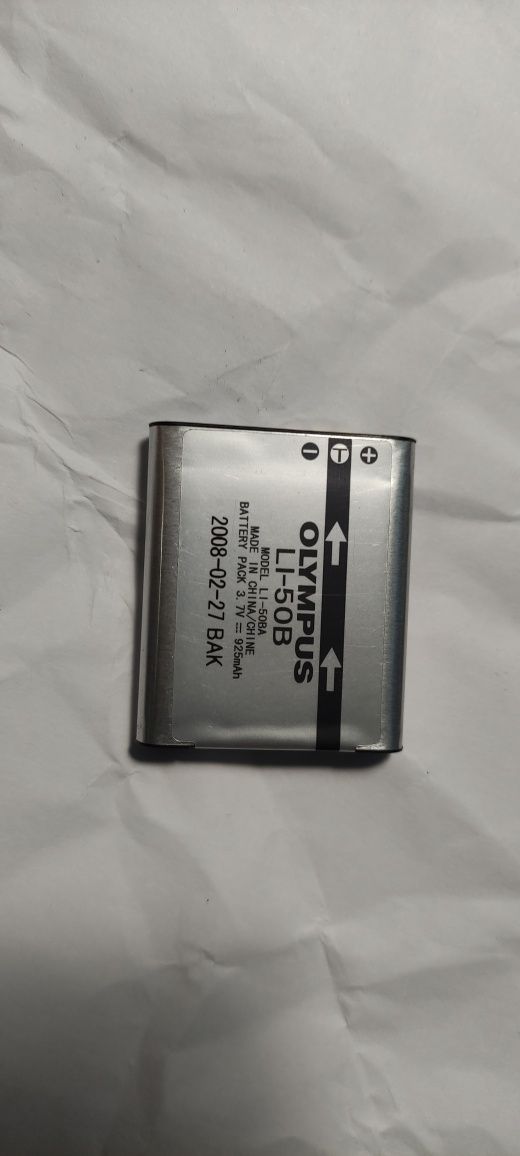 OLYMPUS
LI-50B
MODEL LI-50BA
MADE IN CHINA/CHINE
BATTERY PACK 3.7V⎓925mAh
2008-02-27 BAK
− T +